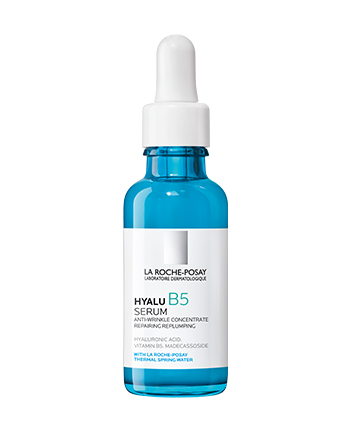 LA ROCHE-POSAY
LABORATOIRE DERMATOLOGIQUE
HYALU B5
SERUM
ANTI-WRINKLE CONCENTRATE
REPAIRING REPLUMPING
HYALURONIC ACID
VITAMIN B5. MADECASSOSIDE
WITH LA ROCHE-POSAY
THERMAL SPRING WATER